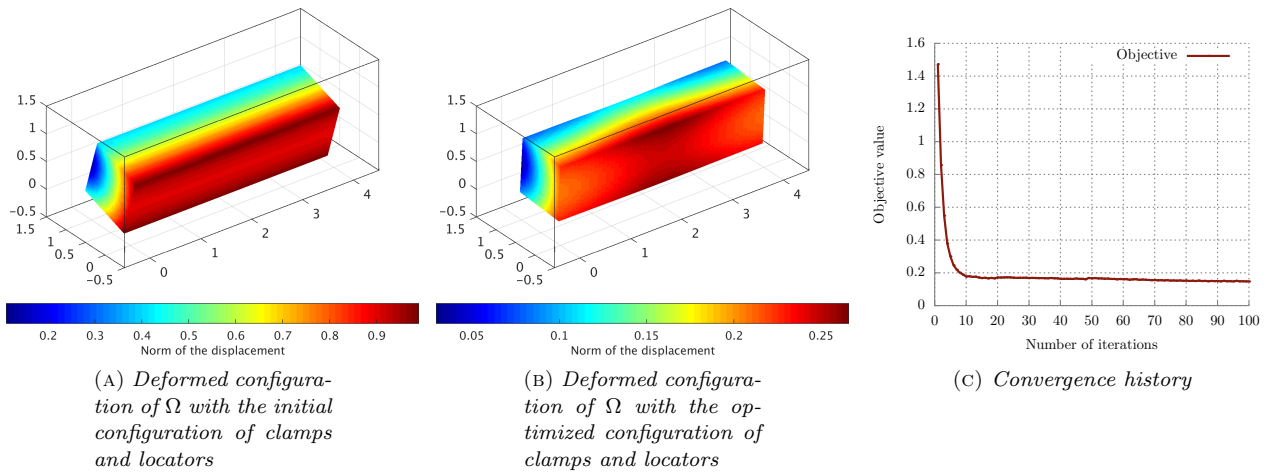 1.5
1
0.5
0
−0.5
1.5
1
0.5
0
−0.5
0
1
2
3
4
0.2 0.3 0.4 0.5 0.6 0.7 0.8 0.9
Norm of the displacement
(A) Deformed configura-
tion of Ω with the initial
configuration of clamps
and locators
1.5
1
0.5
0
−0.5
1.5
1
0.5
0
−0.5
0
1
2
3
4
0.05 0.1 0.15 0.2 0.25
Norm of the displacement
(B) Deformed configura-
tion of Ω with the op-
timized configuration of
clamps and locators
Objective
Objective value
1.6
1.4
1.2
1
0.8
0.6
0.4
0.2
0
0 10 20 30 40 50 60 70 80 90 100
Number of iterations
(C) Convergence history